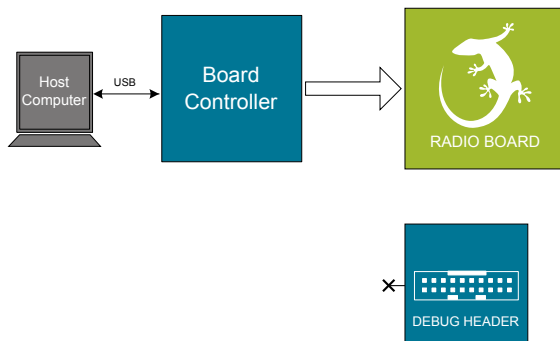 Host
Computer
USB
Board
Controller
RADIO BOARD
DEBUG HEADER